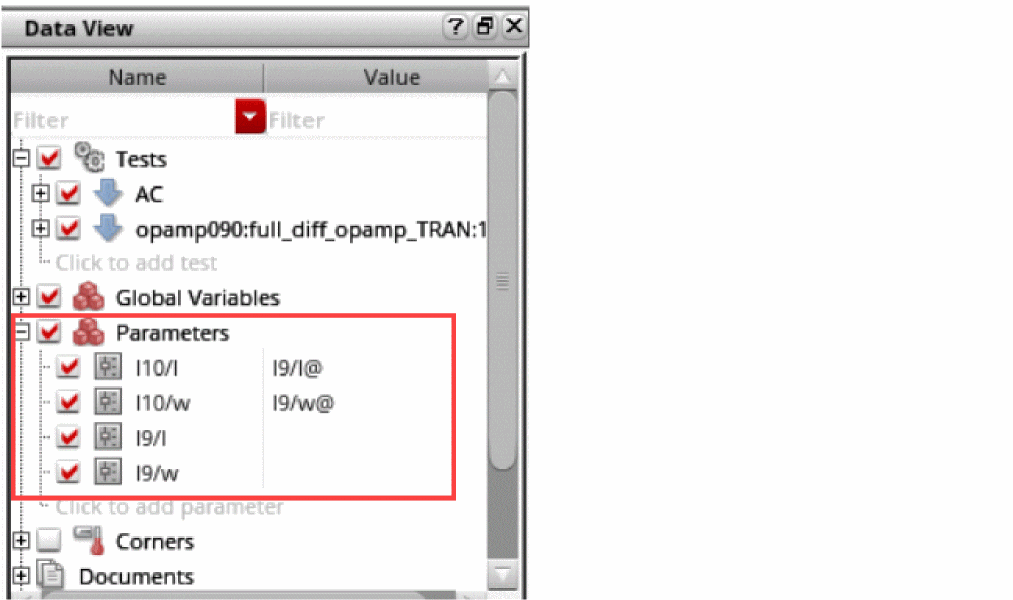 Data View
Name Value
Filter Filter
Tests
AC
opamp090:full_diff_opamp_TRAN:1
Click to add test
Global Variables
Parameters
I10/l I9/l@
I10/w I9/w@
I9/l
I9/w
Click to add parameter
Corners
Documents